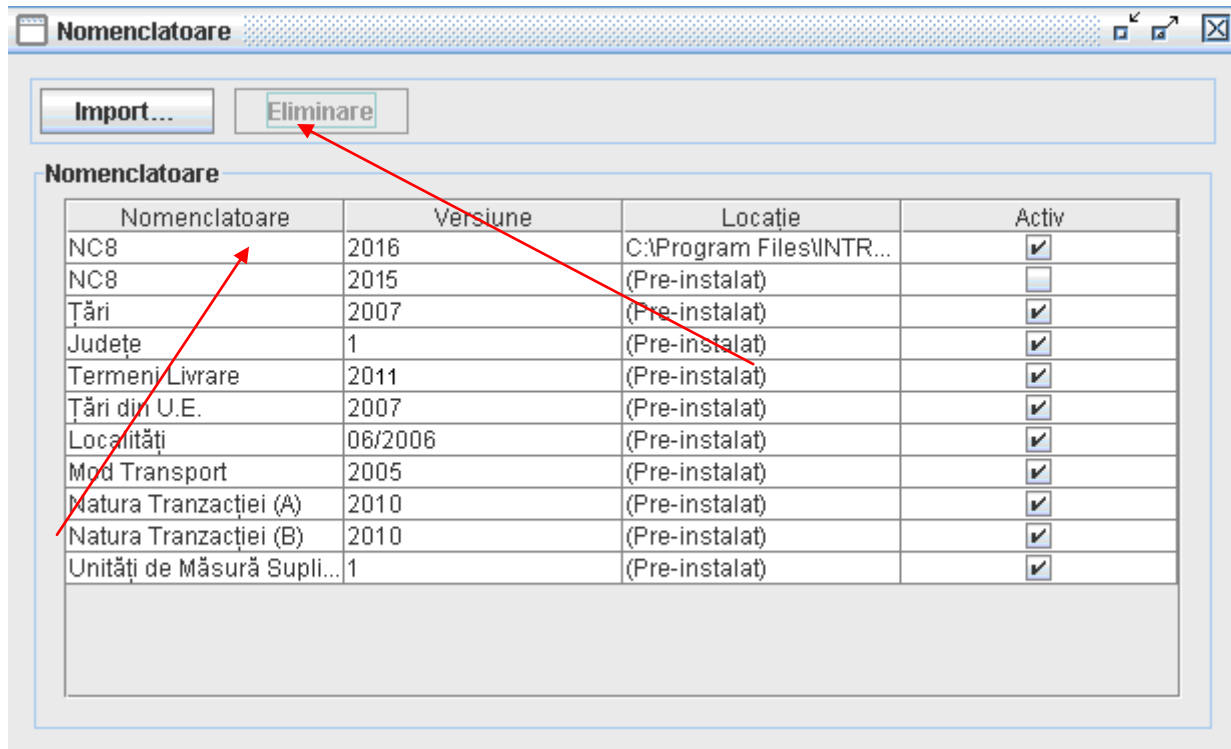 Nomenclatoare
Import... Eliminare
Nomenclatoare
Nomenclatoare Versiune Locație Activ
NC8 2016 C:\Program Files\INTR...
NC8 2015 (Pre-instalat)
Țări 2007 (Pre-instalat)
Județe 1 (Pre-instalat)
Termeni Livrare 2011 (Pre-instalat)
Țări din U.E. 2007 (Pre-instalat)
Localități 06/2006 (Pre-instalat)
Mod Transport 2005 (Pre-instalat)
Natura Tranzacției (A) 2010 (Pre-instalat)
Natura Tranzacției (B) 2010 (Pre-instalat)
Unități de Măsură Supli... 1 (Pre-instalat)